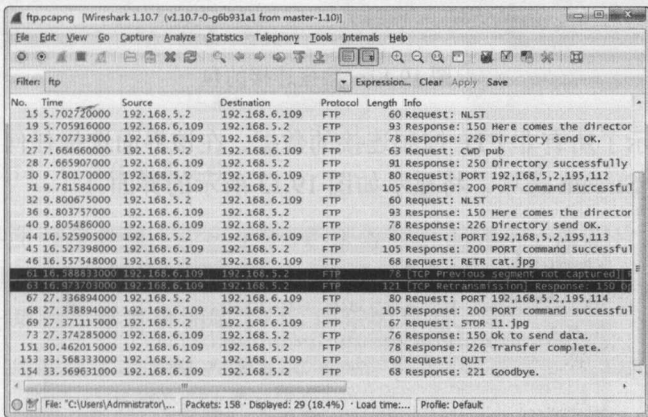 ftp.pcapng [Wireshark 1.10.7 (v1.10.7-0-g6b931a1 from master-1.10)]
File Edit View Go Capture Analyze Statistics Telephony Tools Internals Help
Filter: ftp Expression... Clear Apply Save
No. Time Source Destination Protocol Length Info
15 5.702720000 192.168.5.2 192.168.6.109 FTP 60 Request: NLST
19 5.705916000 192.168.6.109 192.168.5.2 FTP 93 Response: 150 Here comes the director
23 5.707733000 192.168.6.109 192.168.5.2 FTP 78 Response: 226 Directory send OK.
27 7.664660000 192.168.5.2 192.168.6.109 FTP 63 Request: CWD pub
28 7.665907000 192.168.6.109 192.168.5.2 FTP 91 Response: 250 Directory successfully
30 9.780170000 192.168.5.2 192.168.6.109 FTP 80 Request: PORT 192,168,5,2,195,112
31 9.781584000 192.168.6.109 192.168.5.2 FTP 105 Response: 200 PORT command successful
32 9.800675000 192.168.5.2 192.168.6.109 FTP 60 Request: NLST
36 9.803757000 192.168.6.109 192.168.5.2 FTP 93 Response: 150 Here comes the director
40 9.805486000 192.168.6.109 192.168.5.2 FTP 78 Response: 226 Directory send OK.
44 16.525905000 192.168.5.2 192.168.6.109 FTP 80 Request: PORT 192,168,5,2,195,113
45 16.527398000 192.168.6.109 192.168.5.2 FTP 105 Response: 200 PORT command successful
46 16.557548000 192.168.5.2 192.168.6.109 FTP 68 Request: RETR cat.jpg
61 16.588833000 192.168.6.109 192.168.5.2 FTP 78 [TCP Previous segment not captured]
63 16.973703000 192.168.6.109 192.168.5.2 FTP 121 [TCP Retransmission] Response: 150 Op
67 27.336894000 192.168.5.2 192.168.6.109 FTP 80 Request: PORT 192,168,5,2,195,114
68 27.338894000 192.168.6.109 192.168.5.2 FTP 105 Response: 200 PORT command successful
69 27.371115000 192.168.5.2 192.168.6.109 FTP 67 Request: STOR 11.jpg
73 27.374285000 192.168.6.109 192.168.5.2 FTP 76 Response: 150 Ok to send data.
151 30.462015000 192.168.6.109 192.168.5.2 FTP 78 Response: 226 Transfer complete.
153 33.568333000 192.168.5.2 192.168.6.109 FTP 60 Request: QUIT
154 33.569631000 192.168.6.109 192.168.5.2 FTP 68 Response: 221 Goodbye.
File: "C:\Users\Administrator\... Packets: 158 · Displayed: 29 (18.4%) · Load time:... Profile: Default